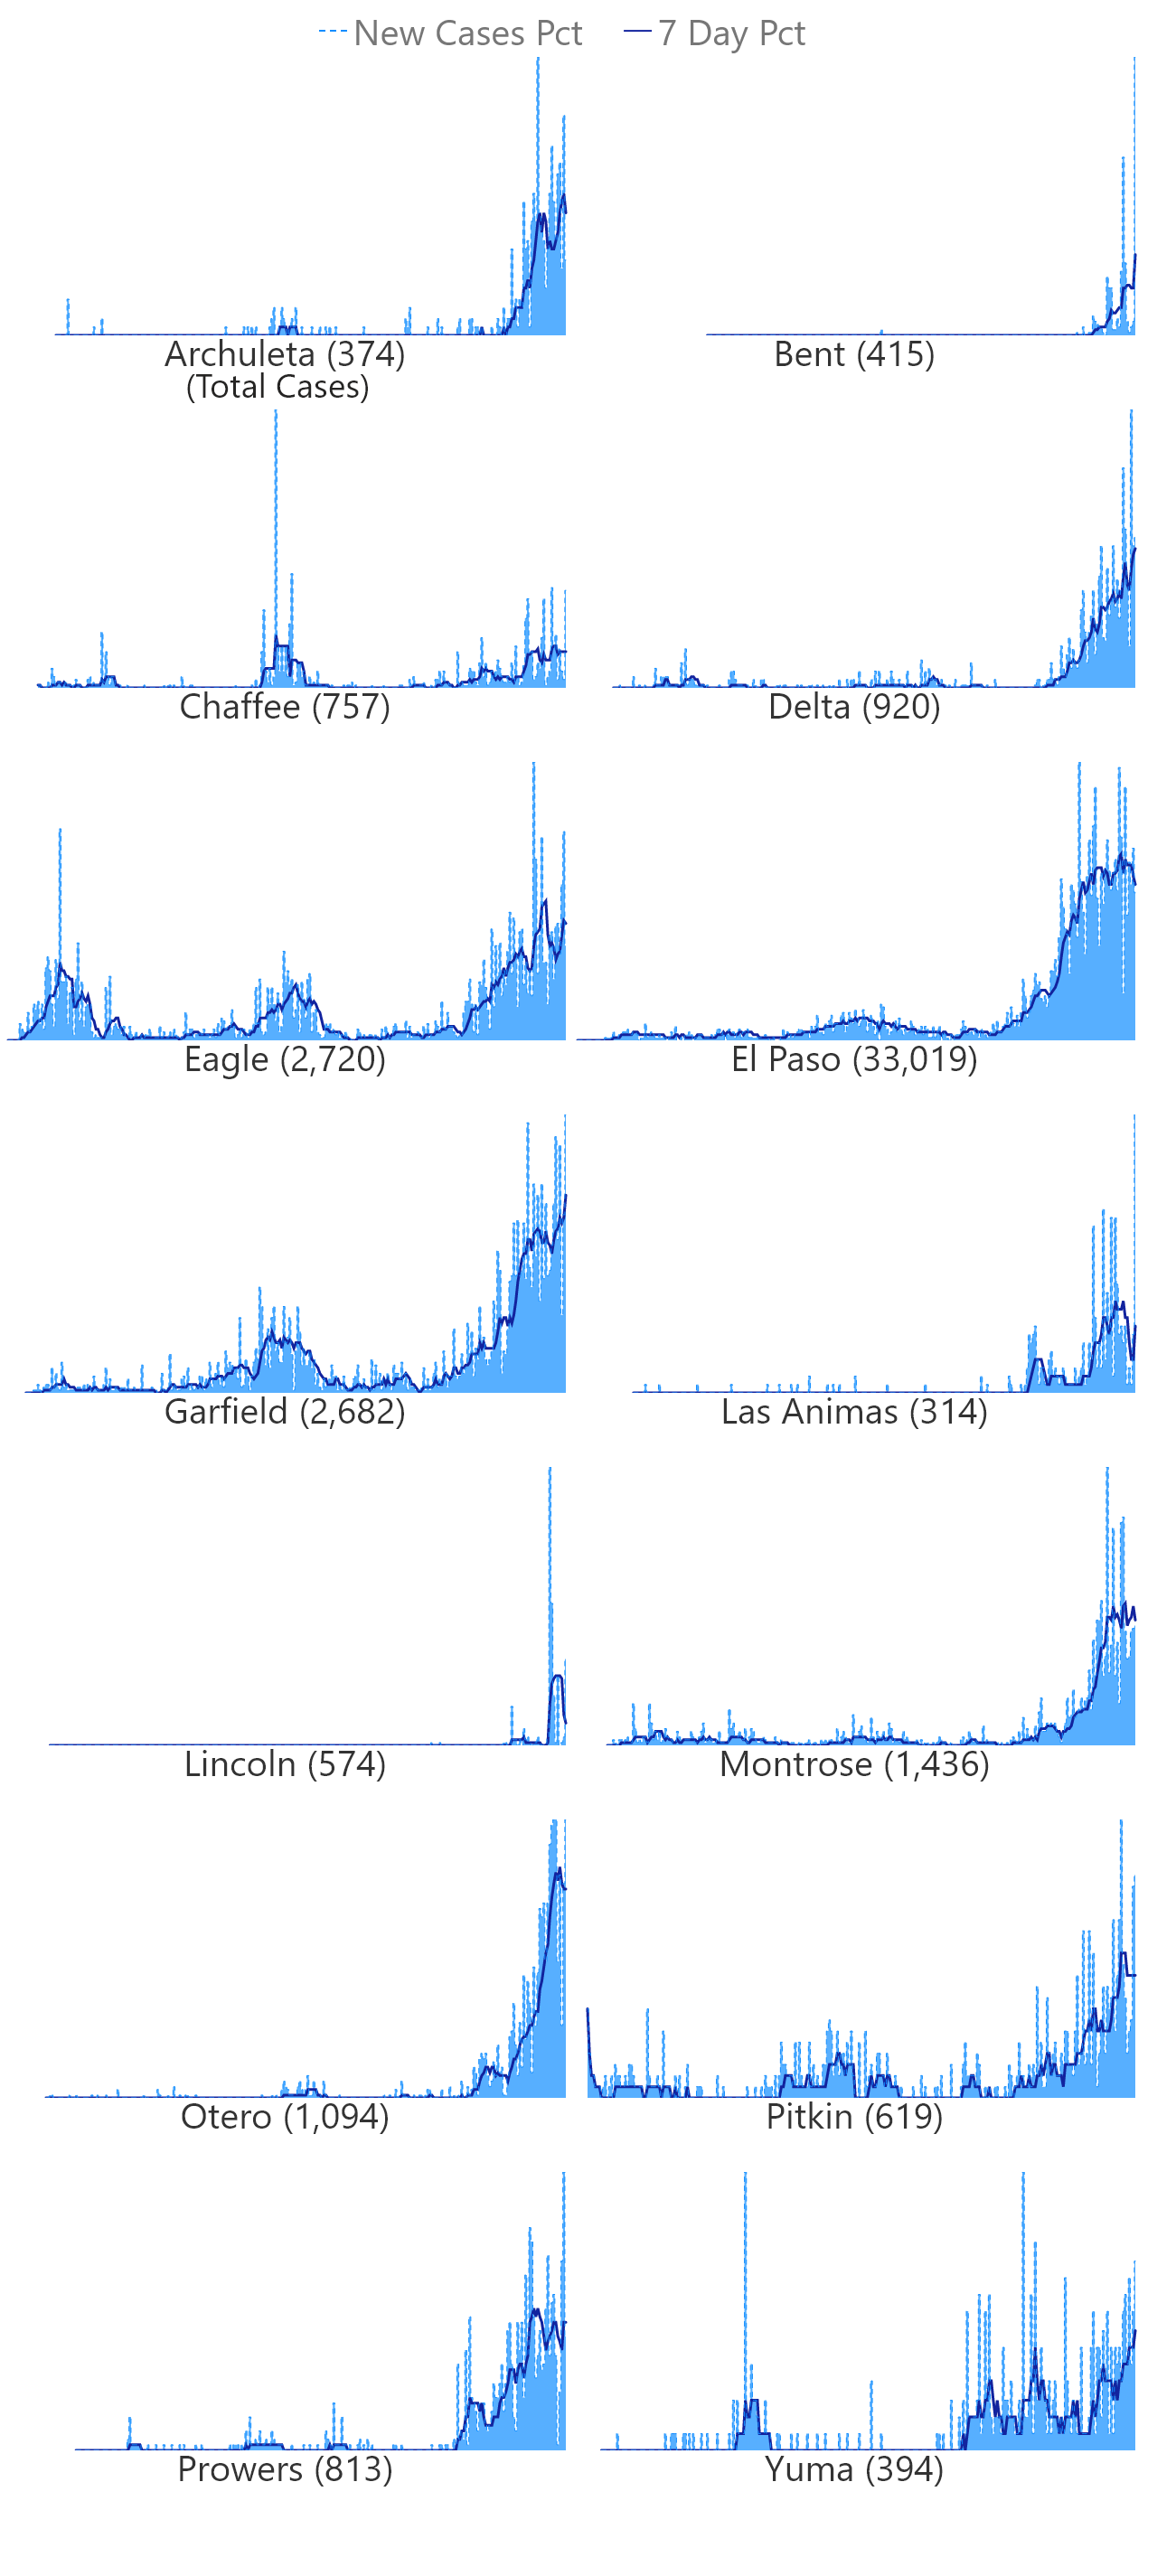 New Cases Pct 7 Day Pct
Archuleta (374) Bent (415)
(Total Cases)
Chaffee (757) Delta (920)
Eagle (2,720) El Paso (33,019)
Garfield (2,682) Las Animas (314)
Lincoln (574) Montrose (1,436)
Otero (1,094) Pitkin (619)
Prowers (813) Yuma (394)